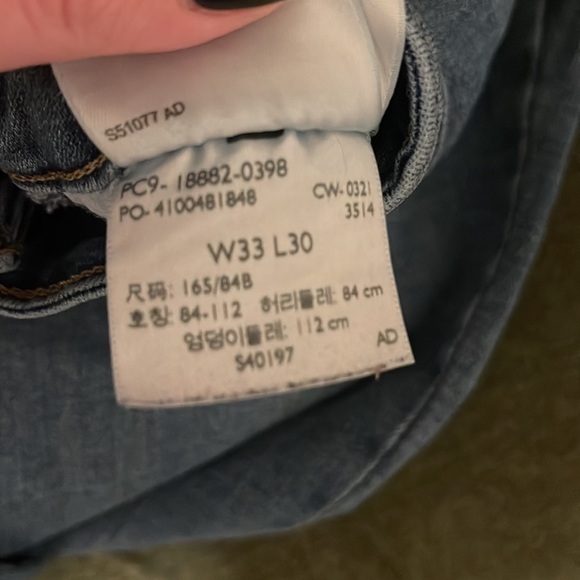 S51077 AD
PC9- 18882-0398
PO- 4100481848
CW- 0321
3514
W33 L30
尺码: 165/84B
호칭: 84-112 허리둘레: 84 cm
엉덩이둘레: 112 cm
S40197
AD